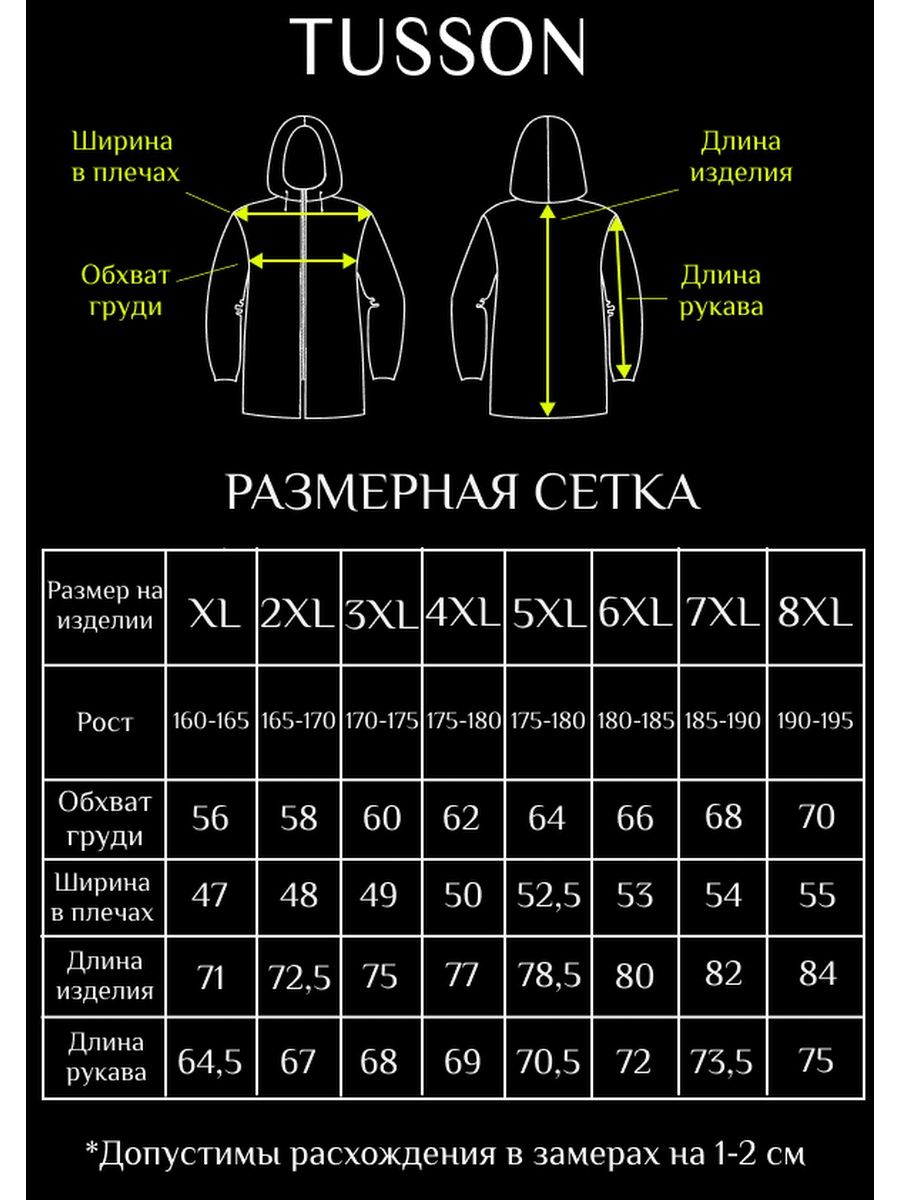 TUSSON
Ширина
в плечах
Длина
изделия
Обхват
груди
Длина
рукава
РАЗМЕРНАЯ СЕТКА
Размер на
изделии
XL 2XL 3XL 4XL 5XL 6XL 7XL 8XL
Рост 160-165 165-170 170-175 175-180 175-180 180-185 185-190 190-195
Обхват
груди
56 58 60 62 64 66 68 70
Ширина
в плечах
47 48 49 50 52,5 53 54 55
Длина
изделия
71 72,5 75 77 78,5 80 82 84
Длина
рукава
64,5 67 68 69 70,5 72 73,5 75
*Допустимы расхождения в замерах на 1-2 см